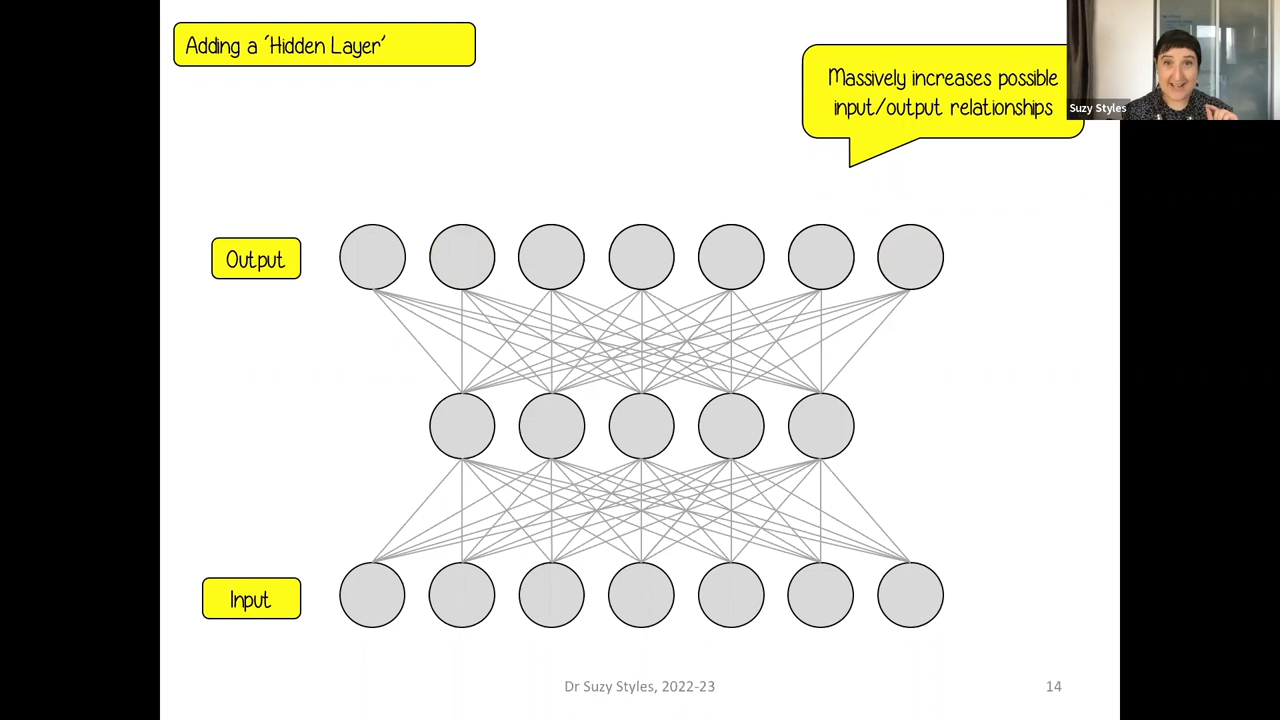 Adding a 'Hidden Layer'
Massively increases possible
input/output relationships
Suzy Styles
Output
Input
Dr Suzy Styles, 2022-23
14